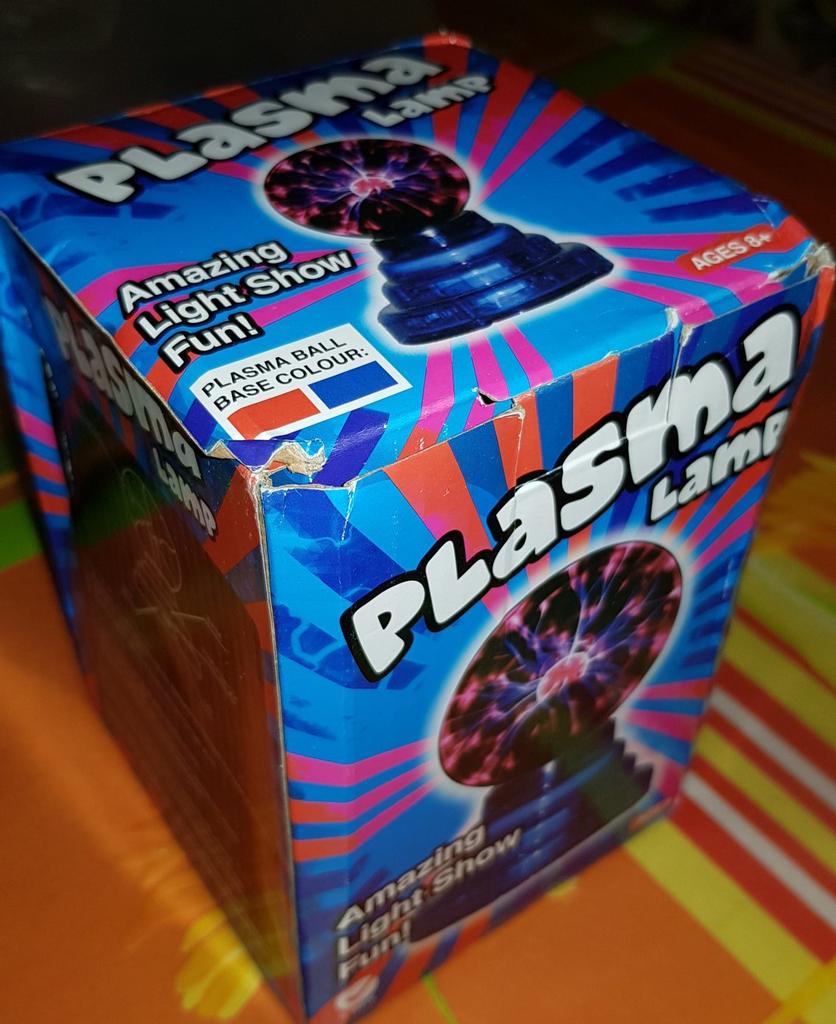 PLasma
Lamp
Amazing
Light Show
Fun!
AGES 8+
PLASMA BALL
BASE COLOUR:
PLasma
Lamp
PLasma
Lamp
Amazing
Light Show
Fun!